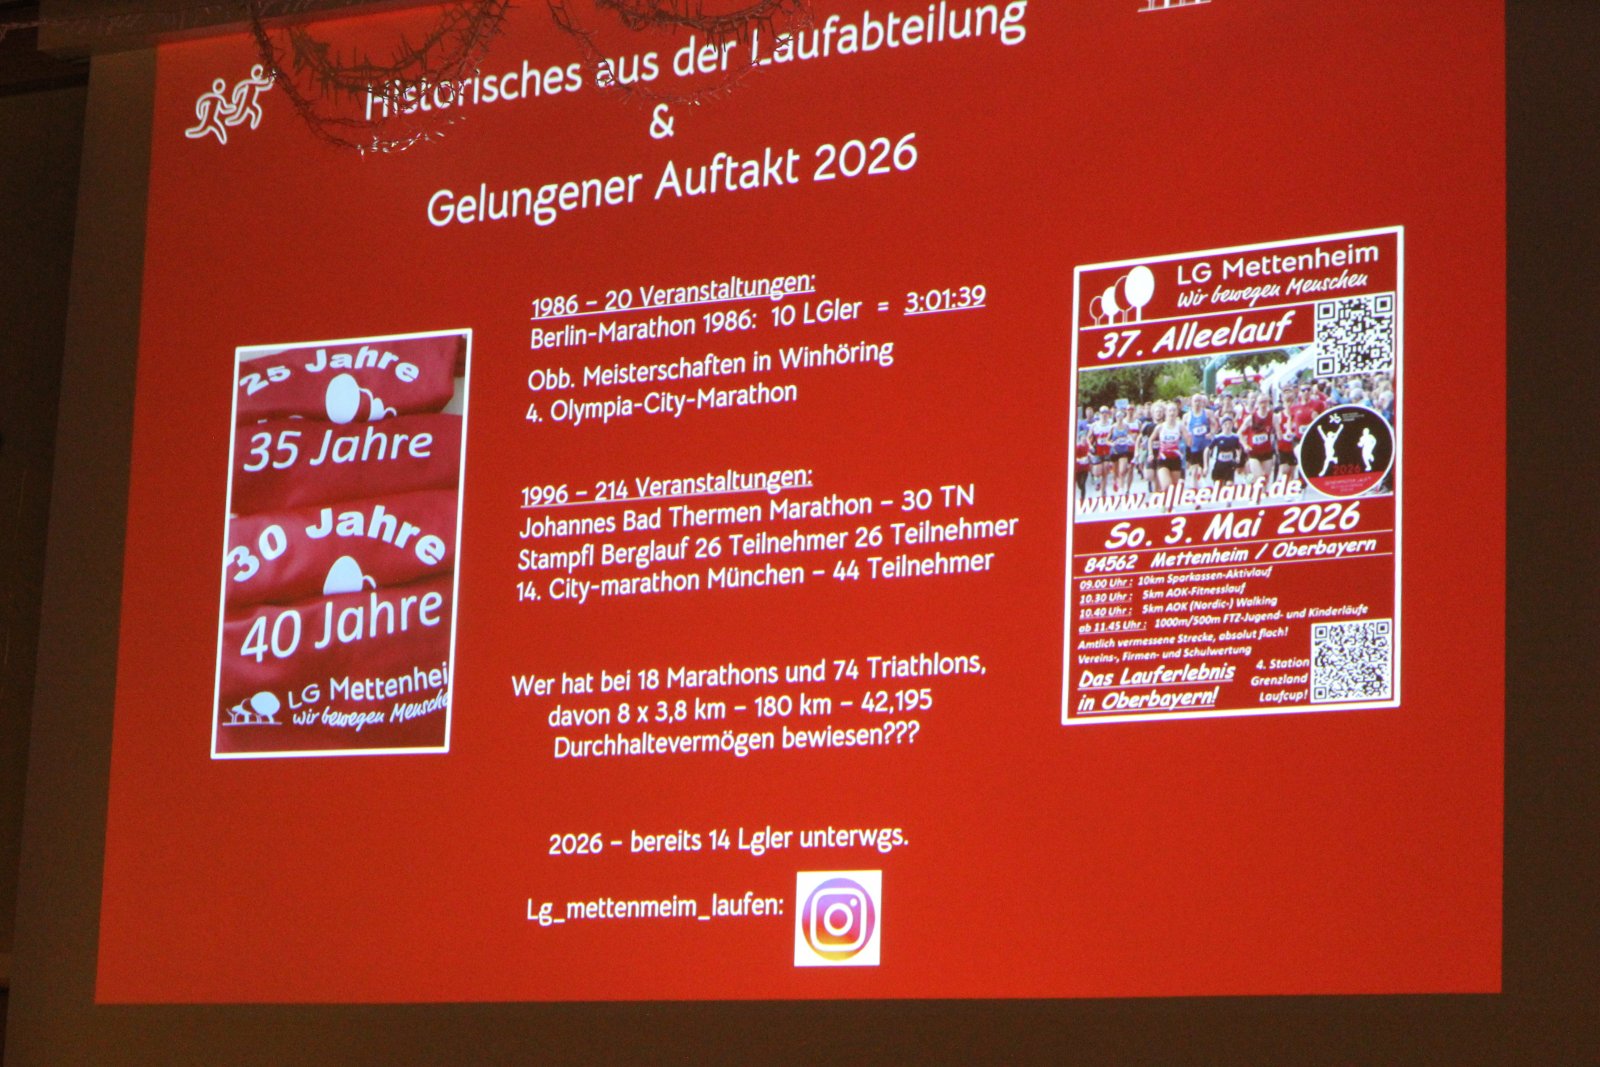 Historisches aus der Laufabteilung
&
Gelungener Auftakt 2026
1986 – 20 Veranstaltungen:
Berlin-Marathon 1986: 10 LGler = 3:01:39
Obb. Meisterschaften in Winhöring
4. Olympia-City-Marathon
1996 – 214 Veranstaltungen:
Johannes Bad Thermen Marathon – 30 TN
Stampfl Berglauf 26 Teilnehmer 26 Teilnehmer
14. City-marathon München – 44 Teilnehmer
Wer hat bei 18 Marathons und 74 Triathlons,
davon 8 x 3,8 km – 180 km – 42,195
Durchhaltevermögen bewiesen???
2026 – bereits 14 Lgler unterwgs.
Lg_mettenmeim_laufen:
25 Jahre
35 Jahre
30 Jahre
40 Jahre
LG Mettenhei
Wir bewegen Mensche
LG Mettenheim
Wir bewegen Menschen
37. Alleelauf
2026
www.alleelauf.de
So. 3. Mai 2026
84562 Mettenheim / Oberbayern
09.00 Uhr: 10km Sparkassen-Aktivlauf
10.30 Uhr: 5km AOK-Fitnesslauf
10.40 Uhr: 5km AOK (Nordic-) Walking
ab 11.45 Uhr: 1000m/500m FTZ-Jugend- und Kinderläufe
Amtlich vermessene Strecke, absolut flach!
Vereins-, Firmen- und Schulwertung
Das Lauferlebnis
in Oberbayern!
4. Station
Grenzland
Laufcup!